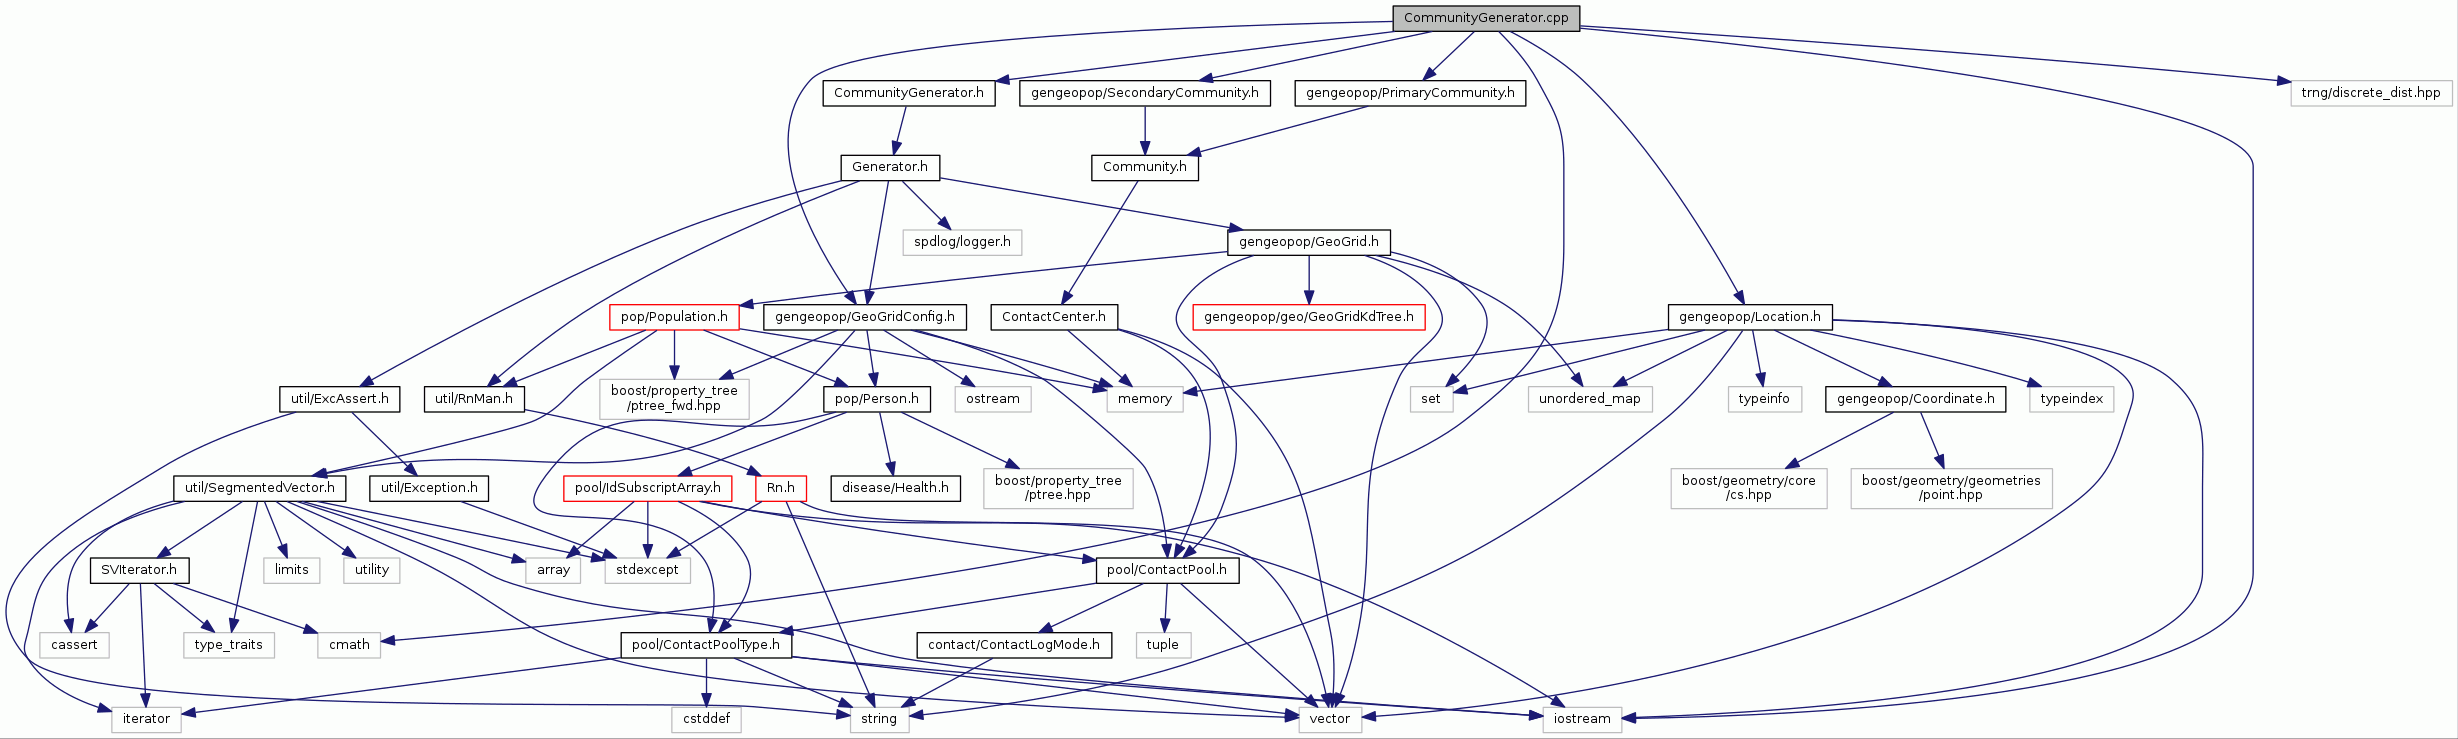 CommunityGenerator.cpp
CommunityGenerator.h
gengeopop/SecondaryCommunity.h
gengeopop/PrimaryCommunity.h
trng/discrete_dist.hpp
Generator.h
Community.h
spdlog/logger.h
gengeopop/GeoGrid.h
pop/Population.h
gengeopop/GeoGridConfig.h
ContactCenter.h
gengeopop/geo/GeoGridKdTree.h
gengeopop/Location.h
util/ExcAssert.h
util/RnMan.h
boost/property_tree
/ptree_fwd.hpp
pop/Person.h
ostream
memory
set
unordered_map
typeinfo
gengeopop/Coordinate.h
typeindex
util/SegmentedVector.h
util/Exception.h
pool/IdSubscriptArray.h
Rn.h
disease/Health.h
boost/property_tree
/ptree.hpp
boost/geometry/core
/cs.hpp
boost/geometry/geometries
/point.hpp
SVIterator.h
limits
utility
array
stdexcept
pool/ContactPool.h
cassert
type_traits
cmath
pool/ContactPoolType.h
contact/ContactLogMode.h
tuple
iterator
cstddef
string
vector
iostream